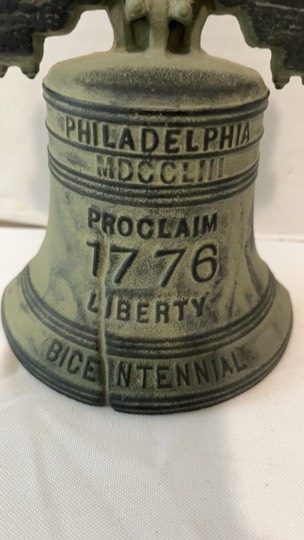 PHILADELPHIA
MDCCLIII
PROCLAIM
1776
LIBERTY
BICENTENNIAL